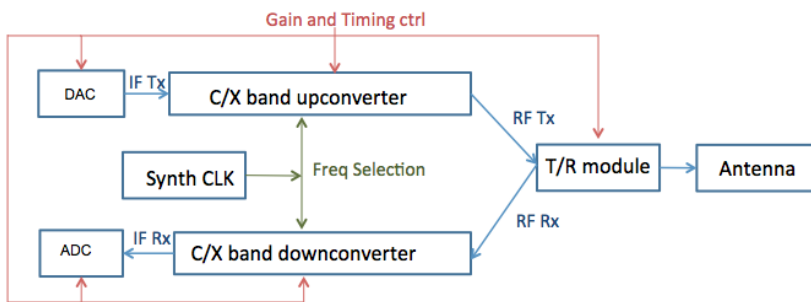 Gain and Timing ctrl
DAC
IF Tx
C/X band upconverter
RF Tx
Synth CLK
Freq Selection
T/R module
Antenna
RF Rx
ADC
IF Rx
C/X band downconverter